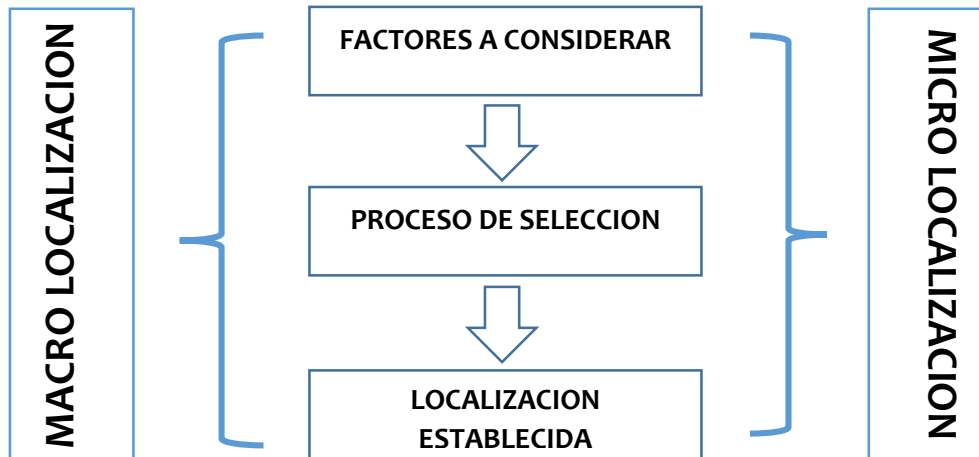 MACRO LOCALIZACION
FACTORES A CONSIDERAR
PROCESO DE SELECCION
LOCALIZACION
ESTABLECIDA
MICRO LOCALIZACION